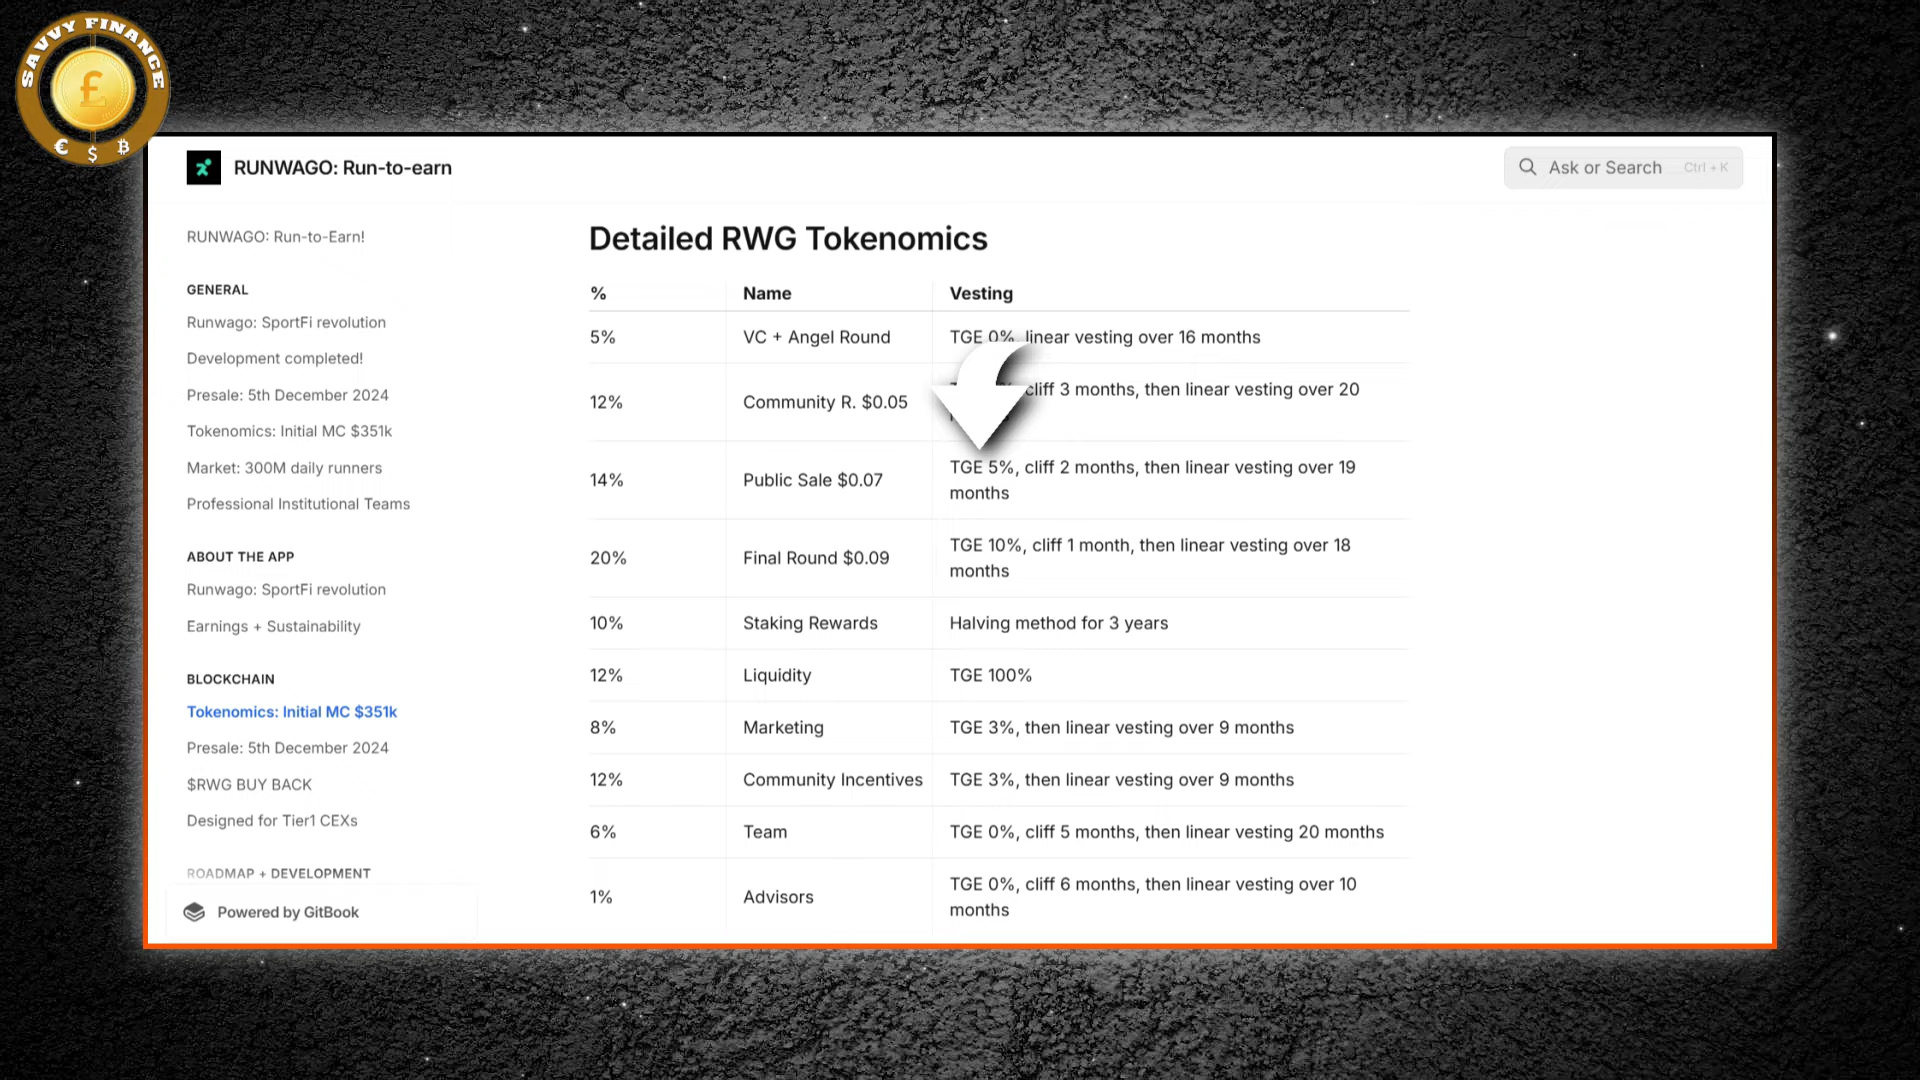 SAVVY FINANCE
£
€ $ ₿
RUNWAGO: Run-to-earn
Ask or Search Ctrl + K
RUNWAGO: Run-to-Earn!
GENERAL
Runwago: SportFi revolution
Development completed!
Presale: 5th December 2024
Tokenomics: Initial MC $351k
Market: 300M daily runners
Professional Institutional Teams
ABOUT THE APP
Runwago: SportFi revolution
Earnings + Sustainability
BLOCKCHAIN
Tokenomics: Initial MC $351k
Presale: 5th December 2024
$RWG BUY BACK
Designed for Tier1 CEXs
ROADMAP + DEVELOPMENT
Powered by GitBook
Detailed RWG Tokenomics
% Name Vesting
5% VC + Angel Round TGE 0%, linear vesting over 16 months
12% Community R. $0.05 cliff 3 months, then linear vesting over 20
14% Public Sale $0.07 TGE 5%, cliff 2 months, then linear vesting over 19
months
20% Final Round $0.09 TGE 10%, cliff 1 month, then linear vesting over 18
months
10% Staking Rewards Halving method for 3 years
12% Liquidity TGE 100%
8% Marketing TGE 3%, then linear vesting over 9 months
12% Community Incentives TGE 3%, then linear vesting over 9 months
6% Team TGE 0%, cliff 5 months, then linear vesting 20 months
1% Advisors TGE 0%, cliff 6 months, then linear vesting over 10
months